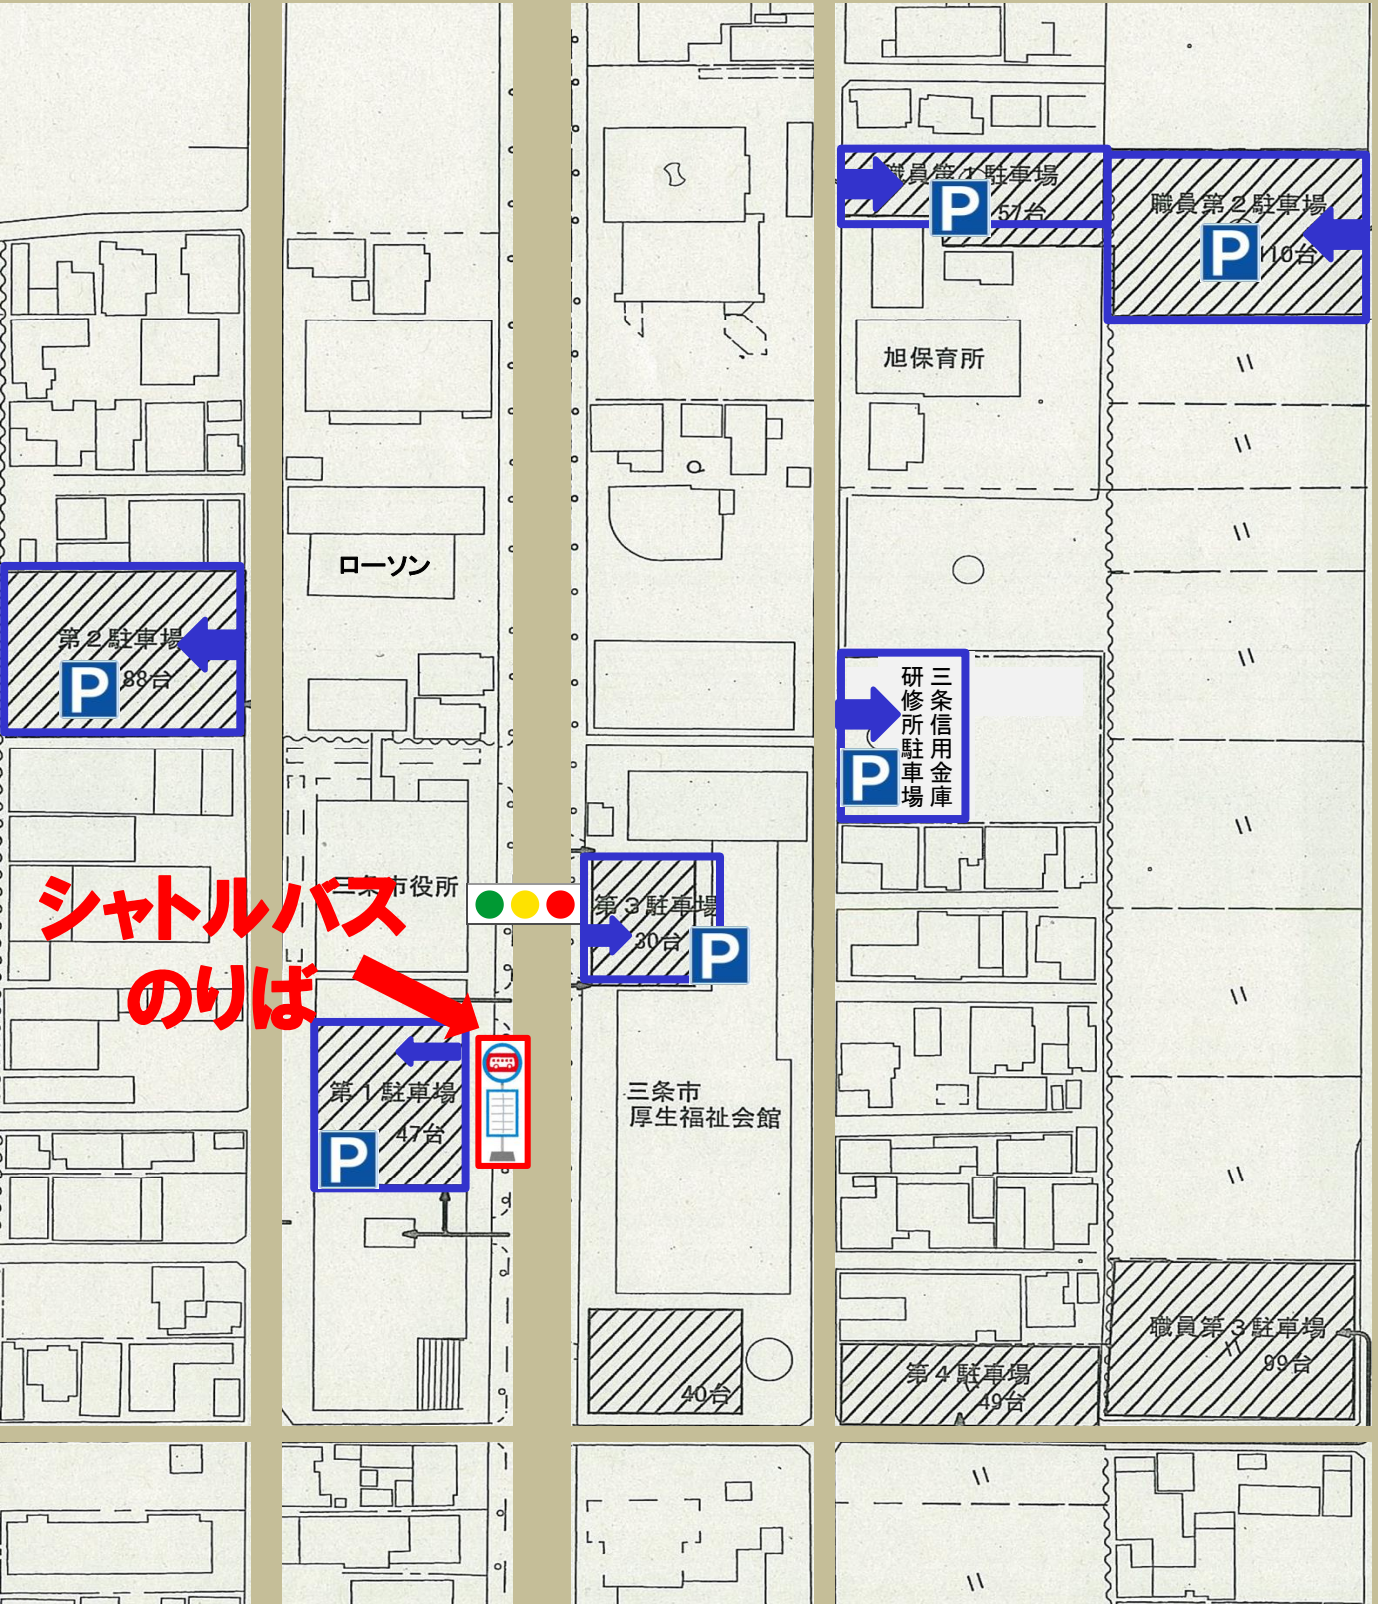 職員第1駐車場
57台
P
職員第2駐車場
110台
P
旭保育所
ローソン
第2駐車場
88台
P
三条信用金庫
研修所駐車場
P
三条市役所
シャトルバス
のりば
第3駐車場
30台
P
第1駐車場
47台
P
三条市
厚生福祉会館
40台
第4駐車場
49台
職員第3駐車場
99台